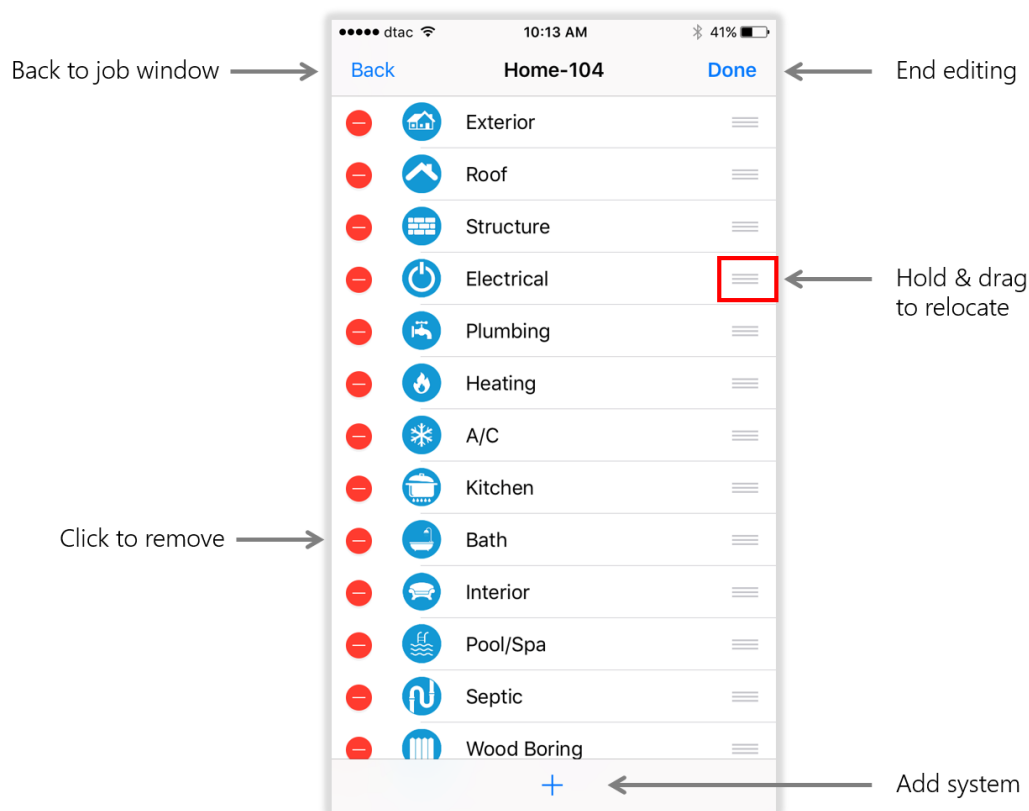 dtac 10:13 AM 41%
Back to job window Back Home-104 Done End editing
Exterior
Roof
Structure
Electrical Hold & drag
to relocate
Plumbing
Heating
A/C
Kitchen
Click to remove Bath
Interior
Pool/Spa
Septic
Wood Boring
+ Add system